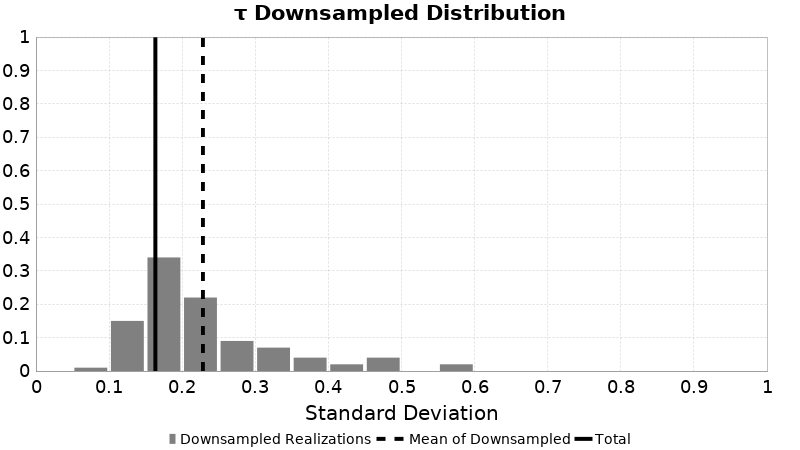 τ Downsampled Distribution
1
0.9
0.8
0.7
0.6
0.5
0.4
0.3
0.2
0.1
0
0 0.1 0.2 0.3 0.4 0.5 0.6 0.7 0.8 0.9 1
Standard Deviation
Downsampled Realizations Mean of Downsampled Total